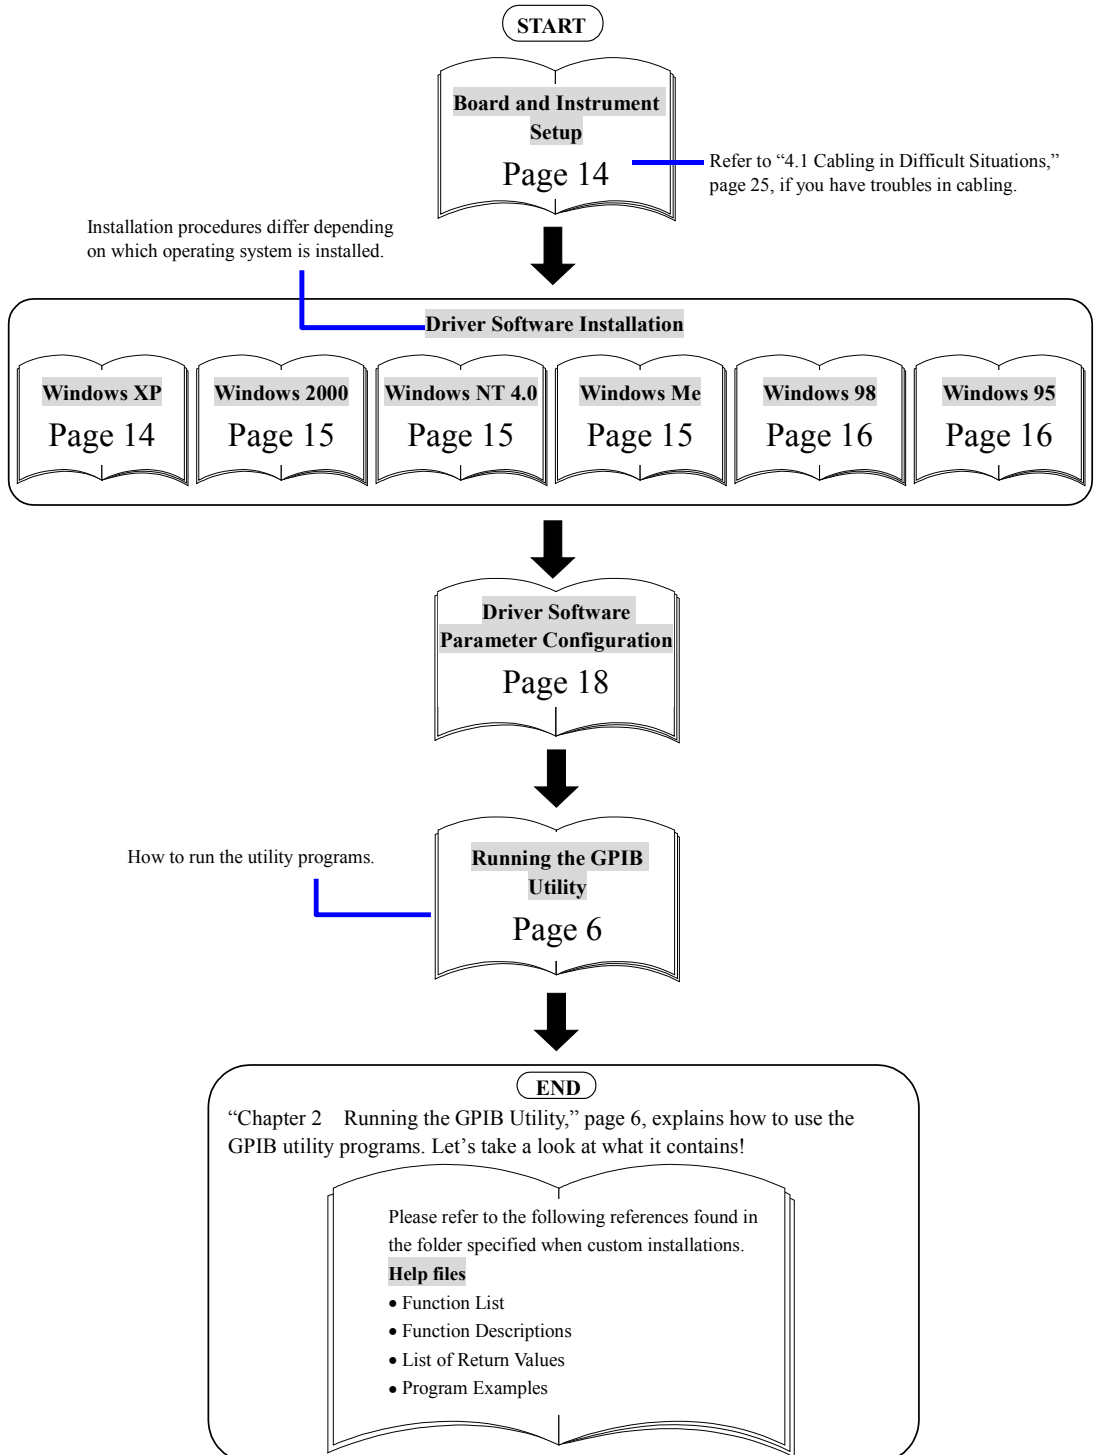 START
Board and Instrument
Setup
Page 14
Refer to “4.1 Cabling in Difficult Situations,”
page 25, if you have troubles in cabling.
Installation procedures differ depending
on which operating system is installed.
Driver Software Installation
Windows XP
Page 14
Windows 2000
Page 15
Windows NT 4.0
Page 15
Windows Me
Page 15
Windows 98
Page 16
Windows 95
Page 16
Driver Software
Parameter Configuration
Page 18
How to run the utility programs.
Running the GPIB
Utility
Page 6
END
“Chapter 2 Running the GPIB Utility,” page 6, explains how to use the
GPIB utility programs. Let’s take a look at what it contains!
Please refer to the following references found in
the folder specified when custom installations.
Help files
• Function List
• Function Descriptions
• List of Return Values
• Program Examples